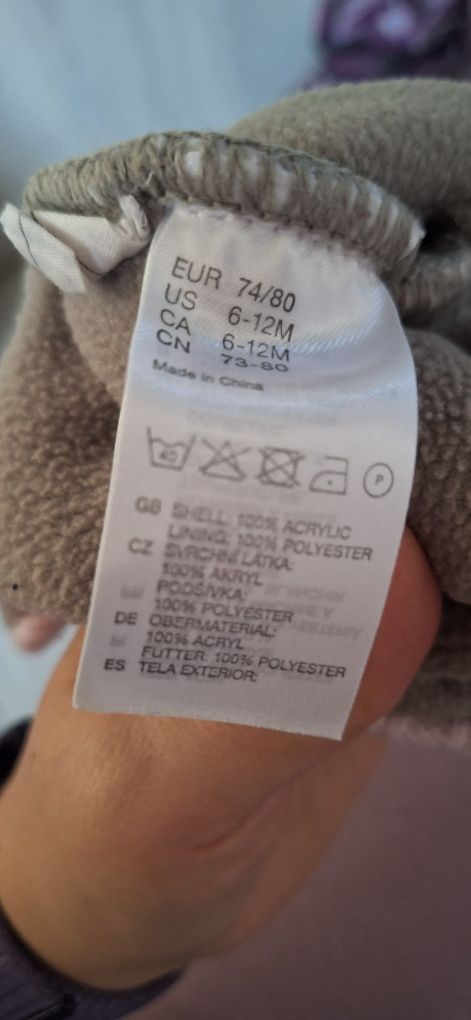 EUR 74/80
US 6-12M
CA 6-12M
CN 73-80
Made in China
40 P
GB SHELL: 100% ACRYLIC
LINING: 100% POLYESTER
CZ SVRCHNÍ LÁTKA:
100% AKRYL
PODŠÍVKA:
100% POLYESTER
DE OBERMATERIAL:
100% ACRYL
FUTTER: 100% POLYESTER
ES TELA EXTERIOR: